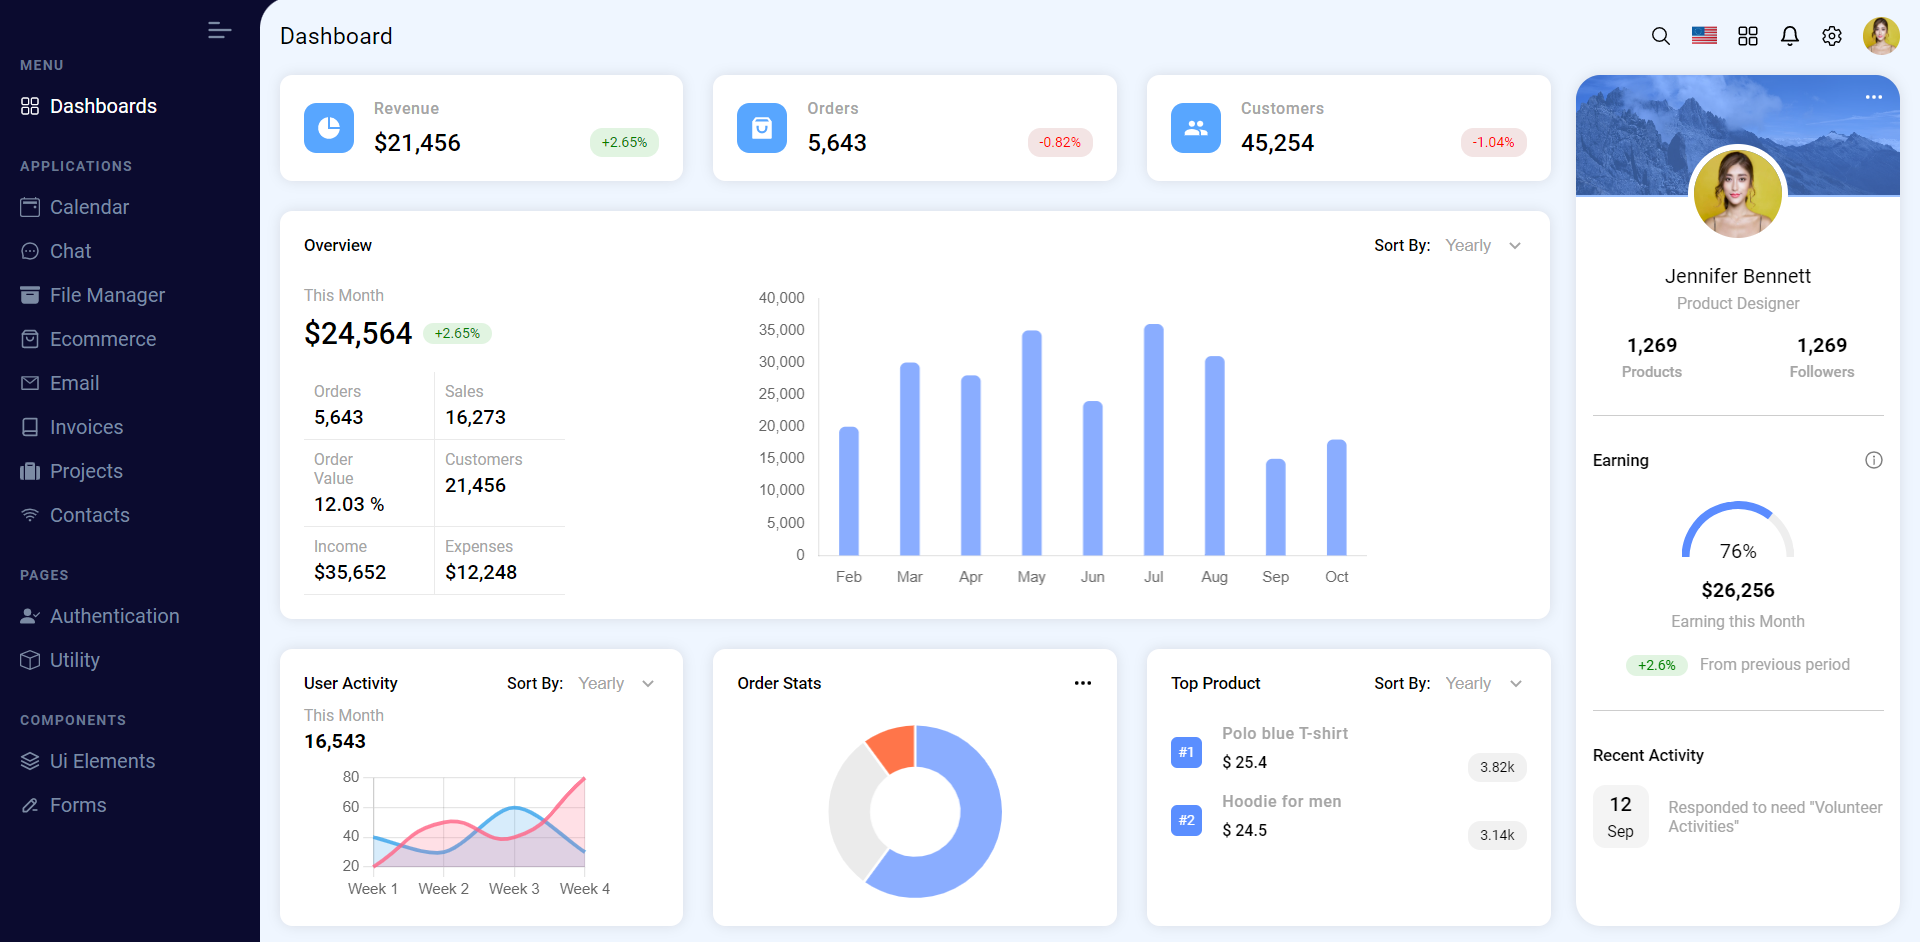 MENU
Dashboards
APPLICATIONS
Calendar
Chat
File Manager
Ecommerce
Email
Invoices
Projects
Contacts
PAGES
Authentication
Utility
COMPONENTS
Ui Elements
Forms
Dashboard
Revenue
$21,456
+2.65%
Orders
5,643
-0.82%
Customers
45,254
-1.04%
Overview
Sort By: Yearly
This Month
$24,564 +2.65%
Orders
5,643
Sales
16,273
Order
Value
12.03 %
Customers
21,456
Income
$35,652
Expenses
$12,248
40,000
35,000
30,000
25,000
20,000
15,000
10,000
5,000
0
Feb Mar Apr May Jun Jul Aug Sep Oct
User Activity
Sort By: Yearly
This Month
16,543
80
60
40
20
Week 1 Week 2 Week 3 Week 4
Order Stats
Top Product
Sort By: Yearly
#1
Polo blue T-shirt
$ 25.4
3.82k
#2
Hoodie for men
$ 24.5
3.14k
Jennifer Bennett
Product Designer
1,269
Products
1,269
Followers
Earning
76%
$26,256
Earning this Month
+2.6% From previous period
Recent Activity
12
Sep
Responded to need "Volunteer
Activities"